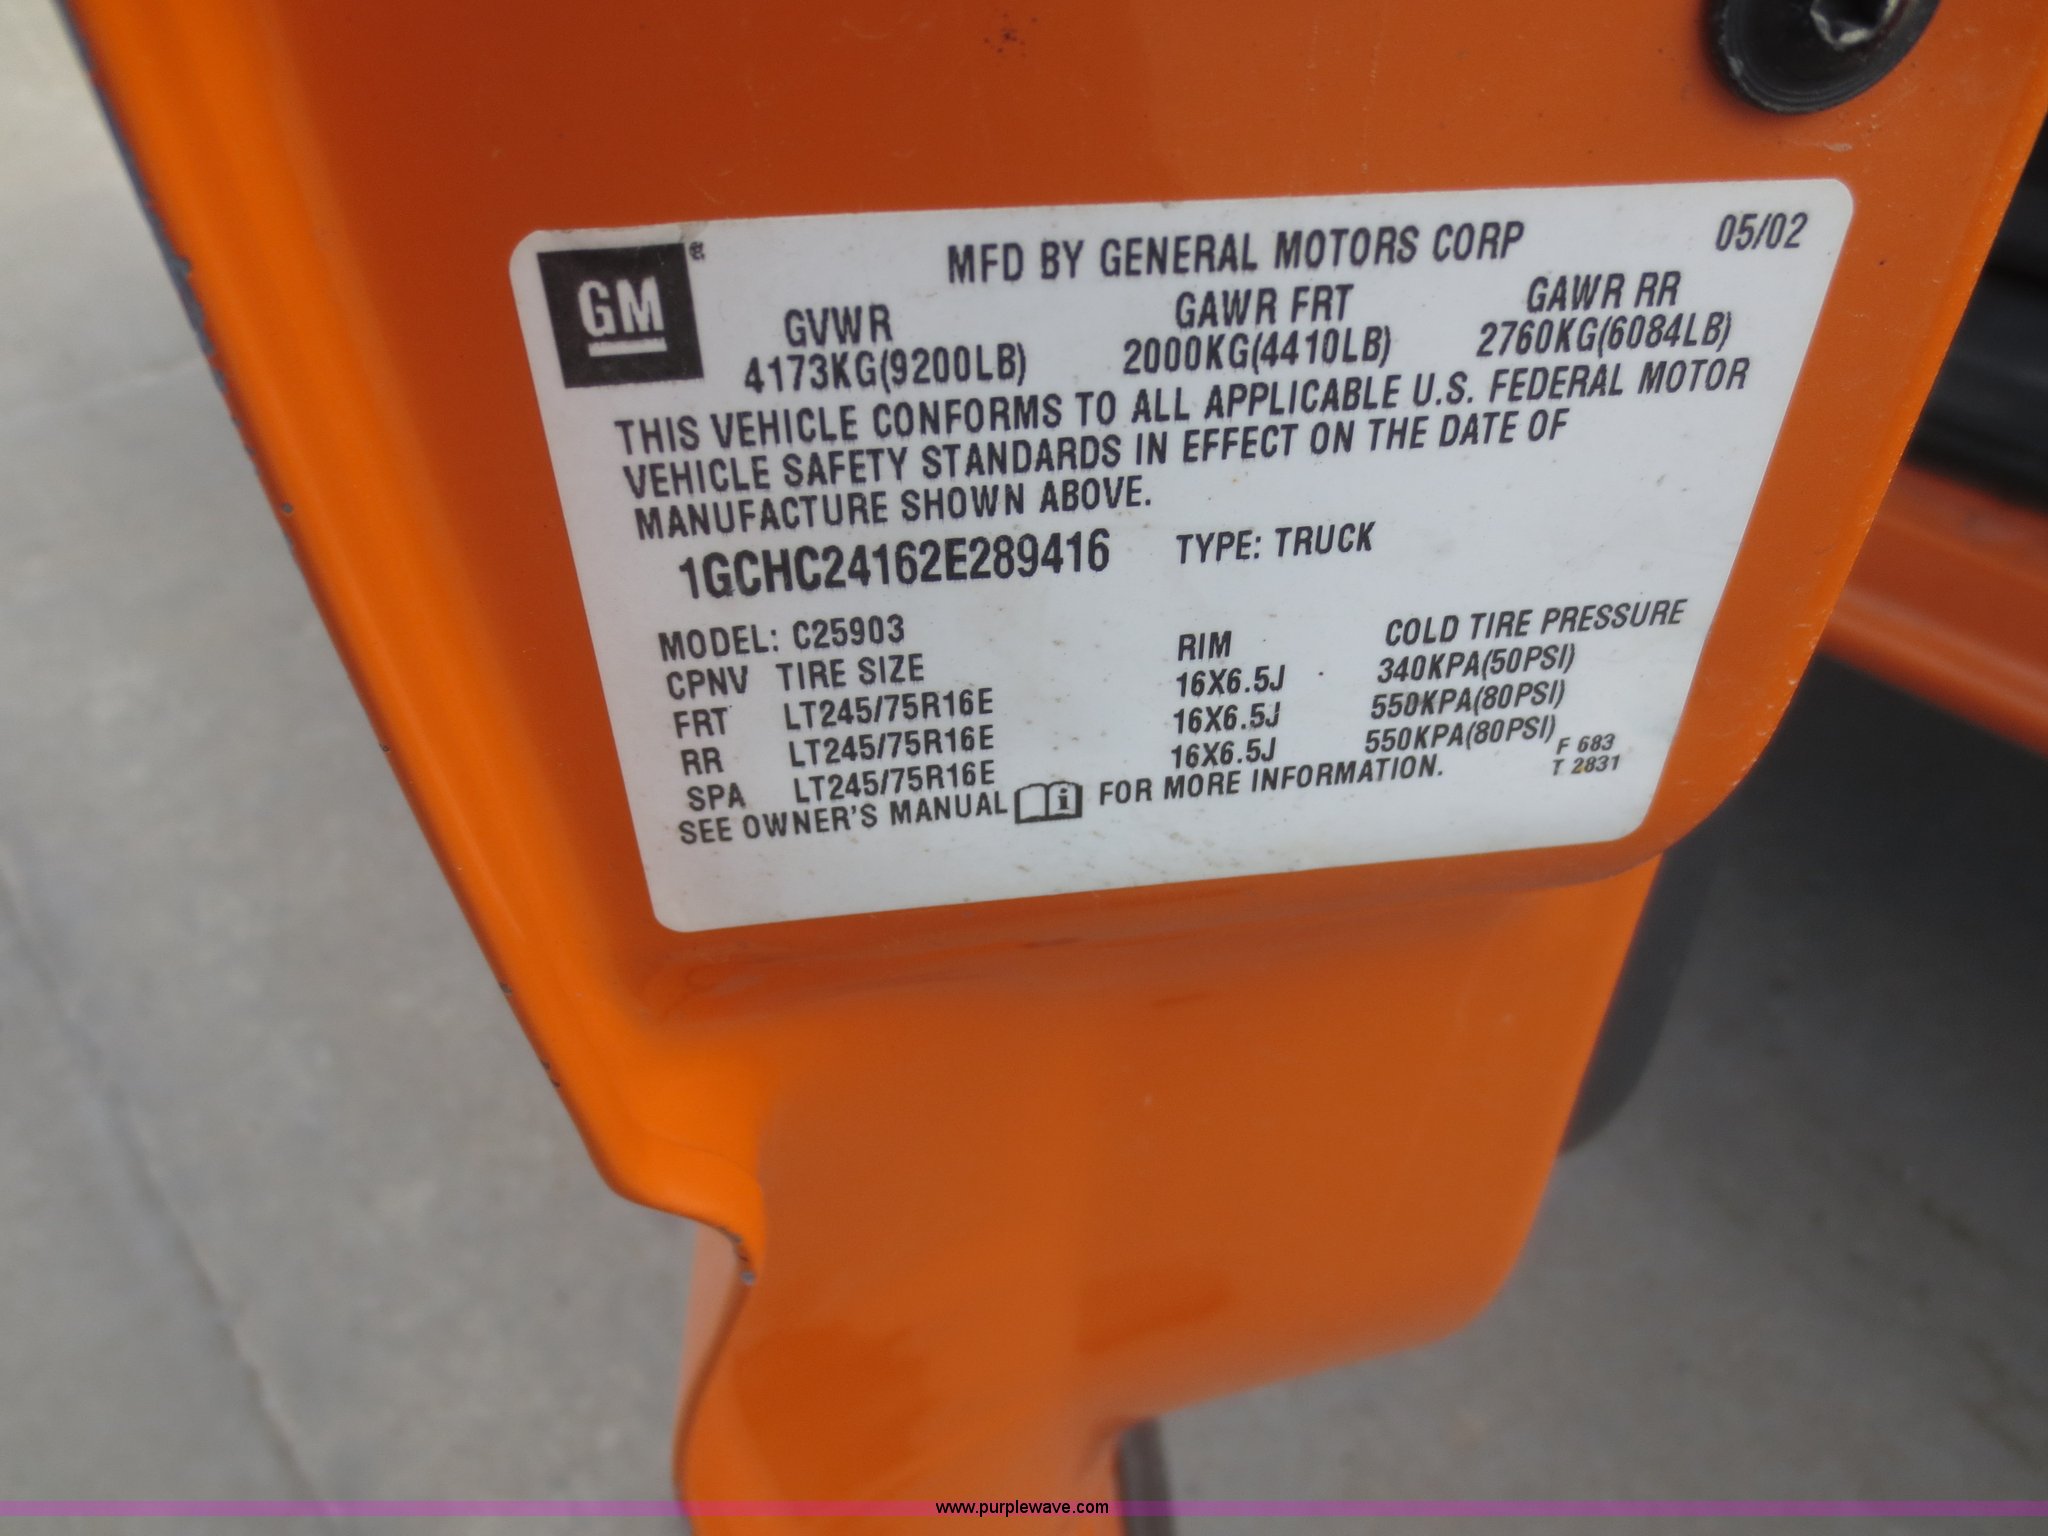 GM ®
MFD BY GENERAL MOTORS CORP 05/02
GVWR GAWR FRT GAWR RR
4173KG(9200LB) 2000KG(4410LB) 2760KG(6084LB)
THIS VEHICLE CONFORMS TO ALL APPLICABLE U.S. FEDERAL MOTOR
VEHICLE SAFETY STANDARDS IN EFFECT ON THE DATE OF
MANUFACTURE SHOWN ABOVE.
1GCHC24162E289416 TYPE: TRUCK
MODEL: C25903
CPNV TIRE SIZE RIM COLD TIRE PRESSURE
FRT LT245/75R16E 16X6.5J 340KPA(50PSI)
RR LT245/75R16E 16X6.5J 550KPA(80PSI)
SPA LT245/75R16E 16X6.5J 550KPA(80PSI)
SEE OWNER'S MANUAL i FOR MORE INFORMATION.
F 683
T 2831
www.purplewave.com